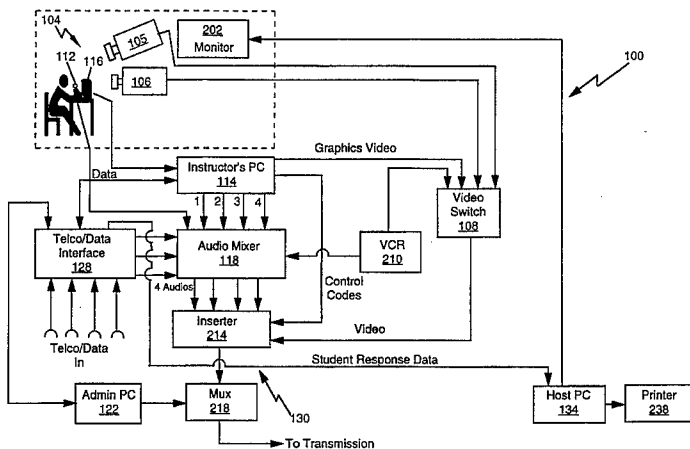 104
105
202
Monitor
112
116
106
100
Graphics Video
Data
Instructor's PC
114
Video
Switch
108
1 2 3 4
Telco/Data
Interface
128
Audio Mixer
118
VCR
210
4 Audios
Control
Codes
Inserter
214
Video
Telco/Data
In
Student Response Data
Admin PC
122
Mux
218
130
Host PC
134
Printer
238
To Transmission